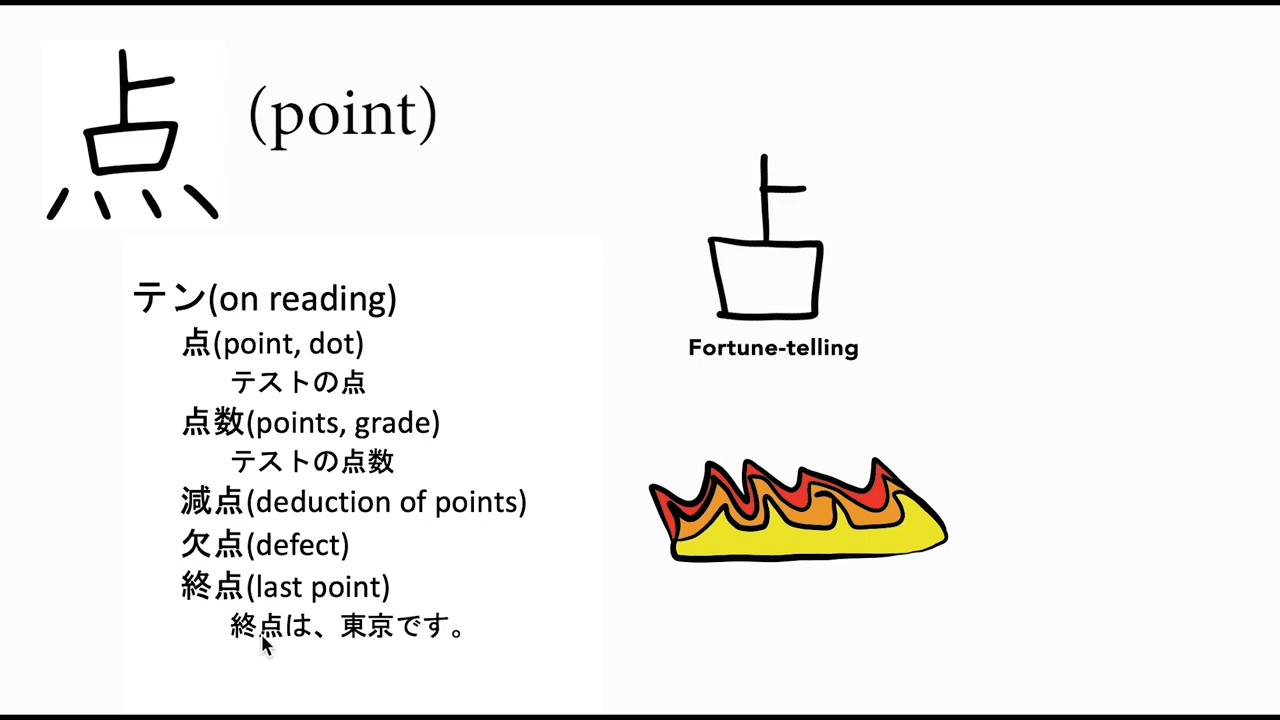 点 (point)
テン(on reading)
点(point, dot)
テストの点
点数(points, grade)
テストの点数
減点(deduction of points)
欠点(defect)
終点(last point)
終点は、東京です。
占
Fortune-telling